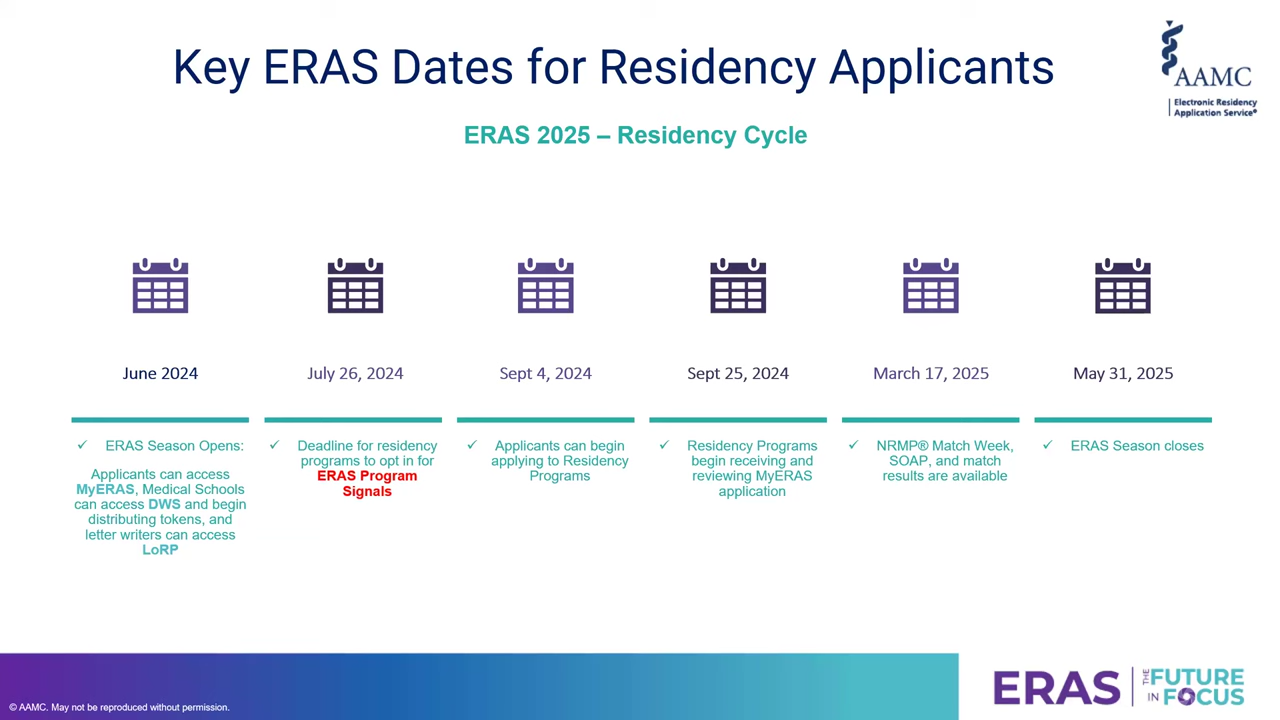 Key ERAS Dates for Residency Applicants
AAMC
Electronic Residency
Application Service®
ERAS 2025 – Residency Cycle
June 2024
✓ ERAS Season Opens:
Applicants can access
MyERAS, Medical Schools
can access DWS and begin
distributing tokens, and
letter writers can access
LoRP
July 26, 2024
✓ Deadline for residency
programs to opt in for
ERAS Program
Signals
Sept 4, 2024
✓ Applicants can begin
applying to Residency
Programs
Sept 25, 2024
✓ Residency Programs
begin receiving and
reviewing MyERAS
application
March 17, 2025
✓ NRMP® Match Week,
SOAP, and match
results are available
May 31, 2025
✓ ERAS Season closes
© AAMC. May not be reproduced without permission.
ERAS
THE FUTURE
IN FOCUS